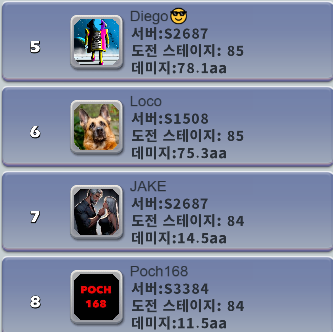 5
Diego😎
서버:S2687
도전 스테이지: 85
데미지:78.1aa
6
Loco
서버:S1508
도전 스테이지: 85
데미지:75.3aa
7
JAKE
서버:S2687
도전 스테이지: 84
데미지:14.5aa
8
POCH
168
Poch168
서버:S3384
도전 스테이지: 84
데미지:11.5aa